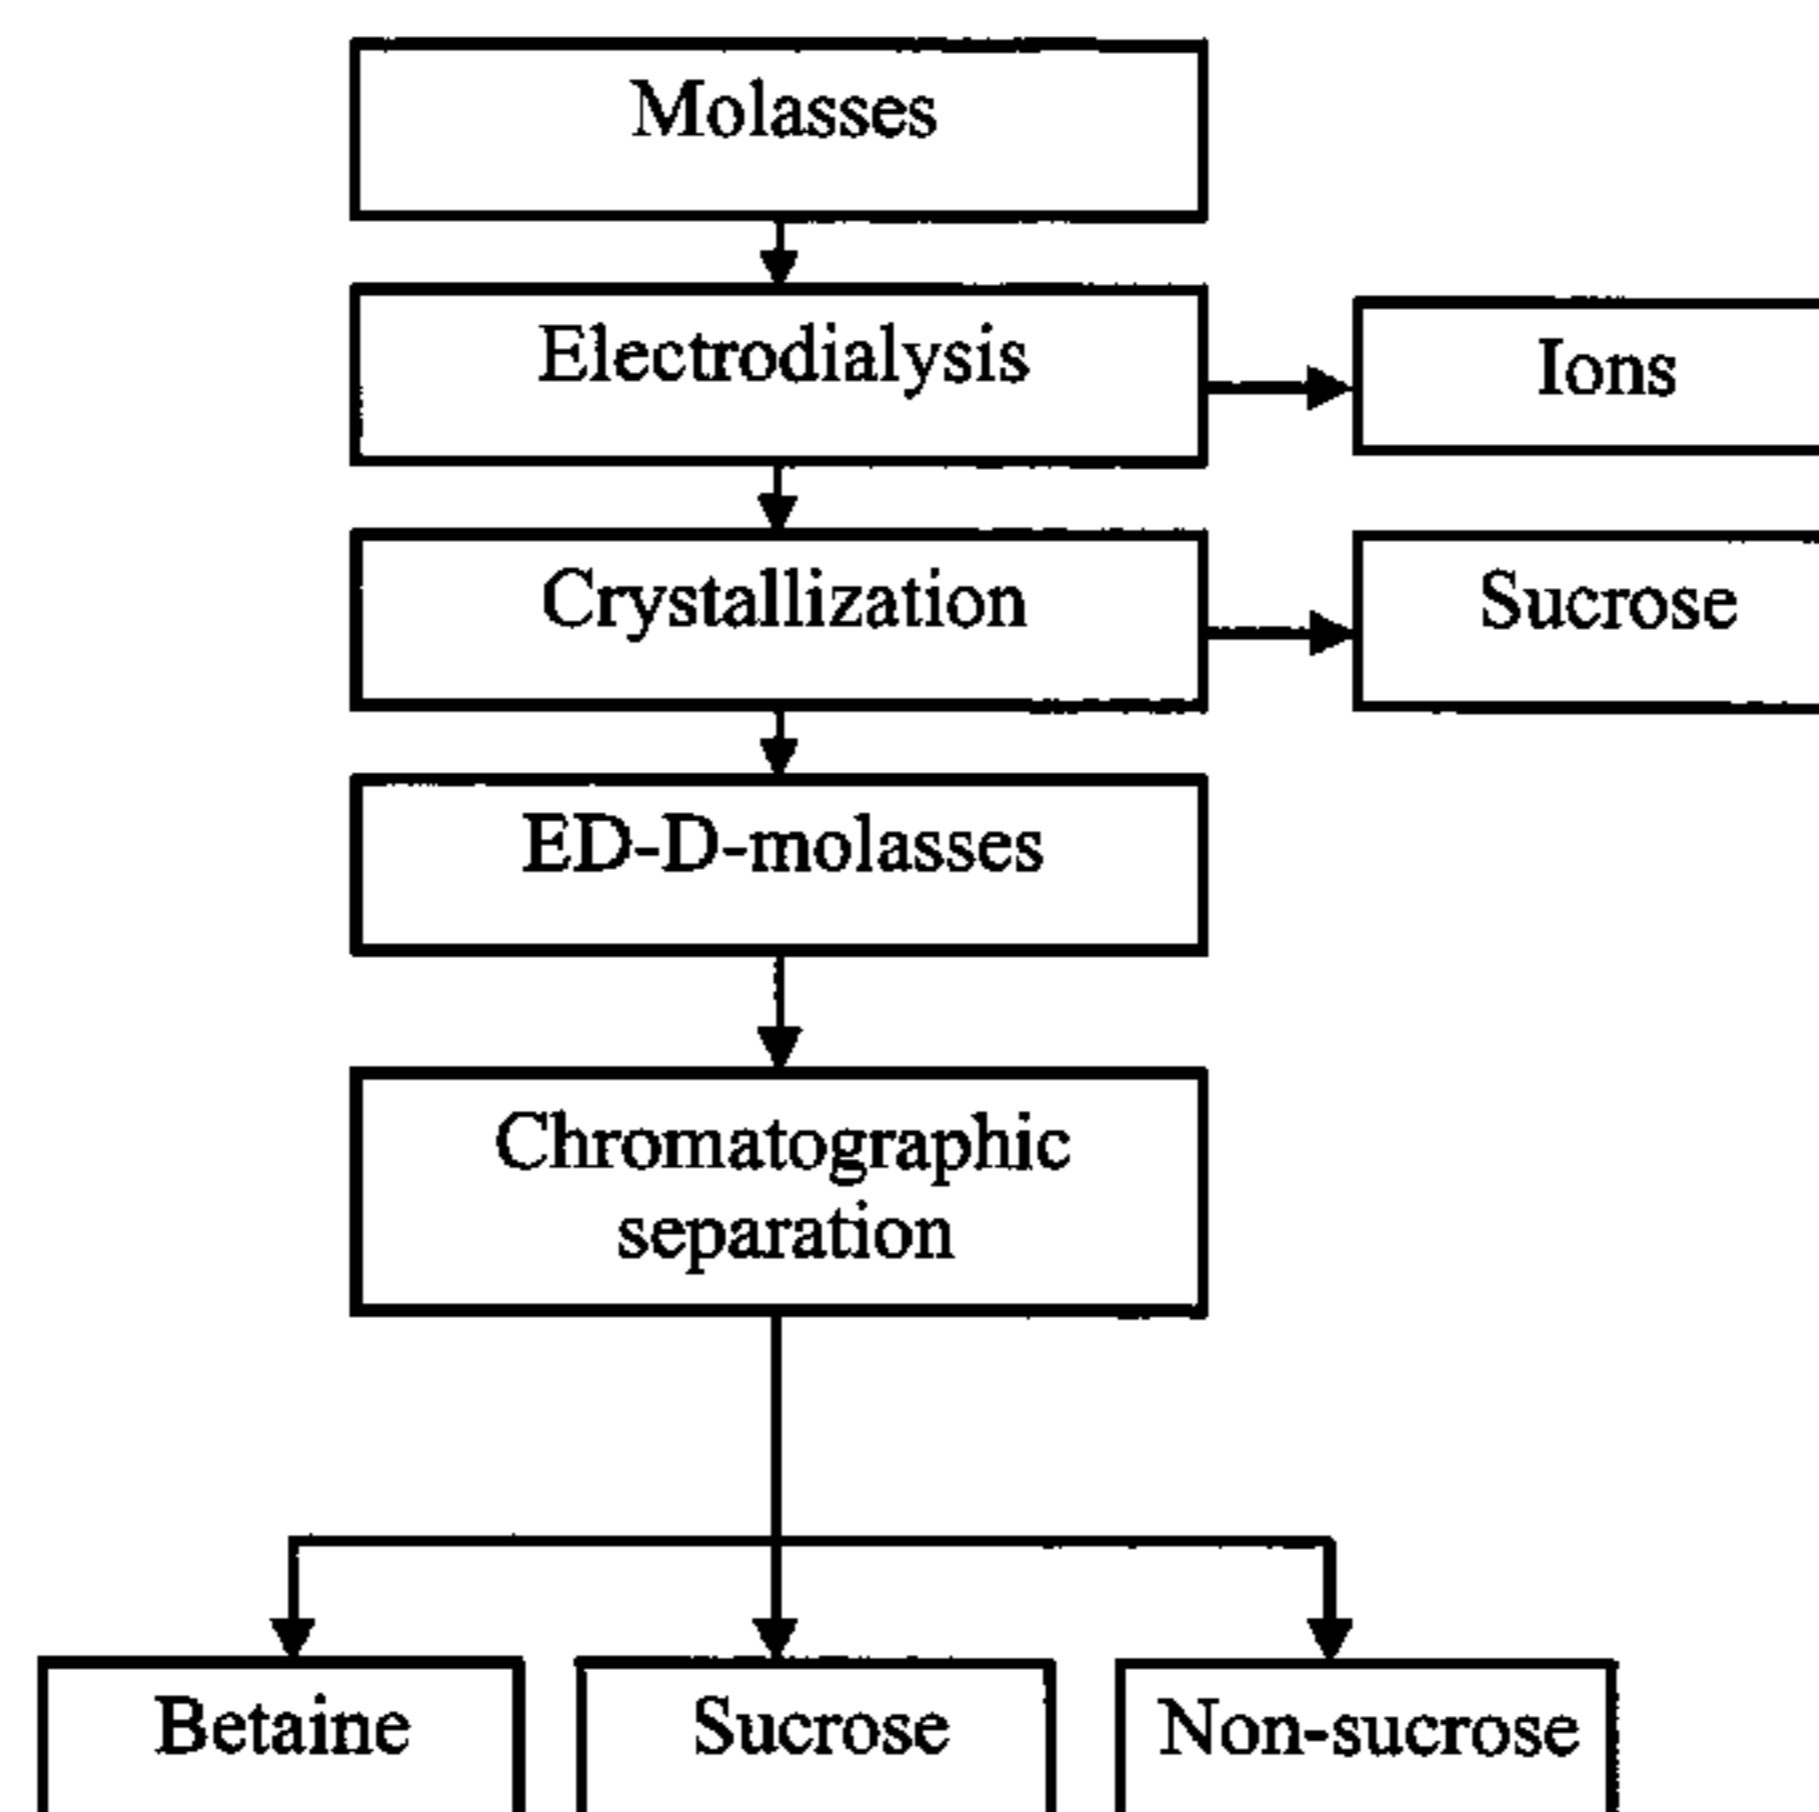 Molasses
Electrodialysis
Ions
Crystallization
Sucrose
ED-D-molasses
Chromatographic
separation
Betaine
Sucrose
Non-sucrose